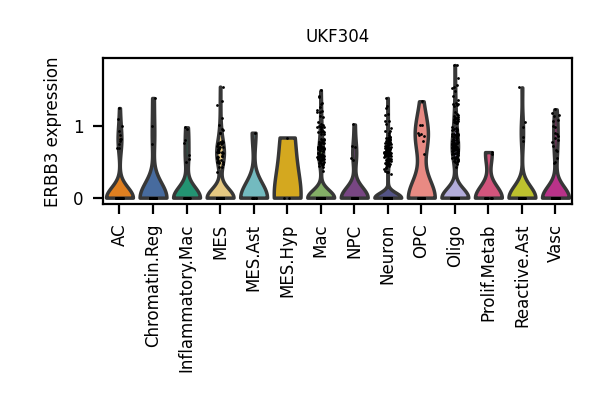 UKF304
ERBB3 expression
1
0
AC
Chromatin.Reg
Inflammatory.Mac
MES
MES.Ast
MES.Hyp
Mac
NPC
Neuron
OPC
Oligo
Prolif.Metab
Reactive.Ast
Vasc